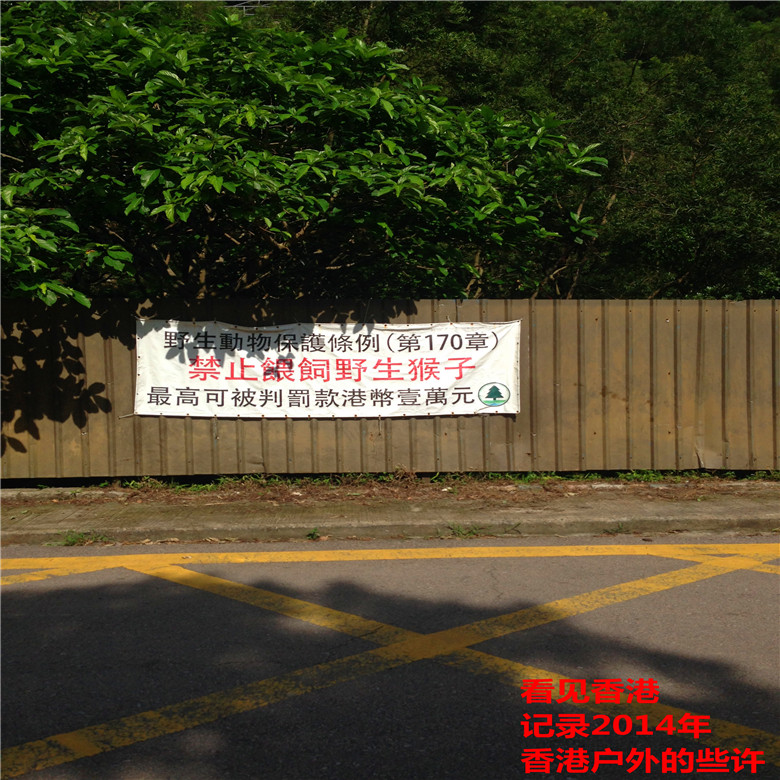 野生動物保護條例(第170章)
禁止餵飼野生猴子
最高可被判罰款港幣壹萬元
看见香港
记录2014年
香港户外的些许